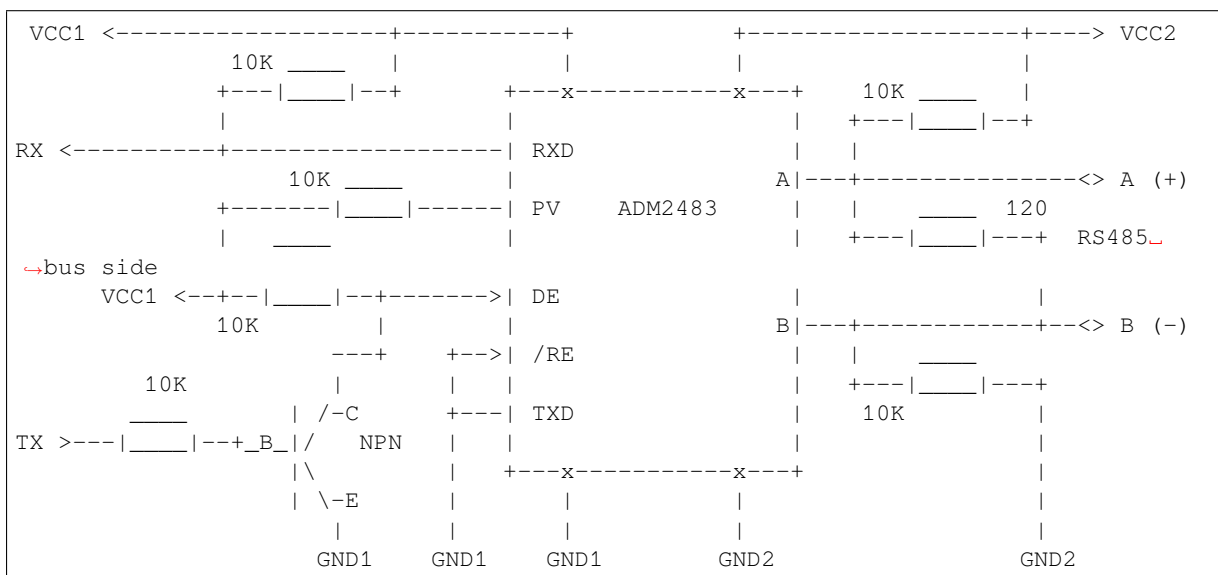 VCC1 <-------------------+-----------+           +-------------------+----> VCC2
              10K ____   |           |           |                   |
             +---|____|--+       +---x-----------x---+    10K ____   |
             |                   |                   |   +---|____|--+
RX <----------+-------------------| RXD               |   |
                  10K ____       |                  A|---+---------------<> A (+)
             +-------|____|------| PV    ADM2483     |   |    ____  120
             |   ____            |                   |   +---|____|---+  RS485␣
↪bus side
     VCC1 <--+--|____|--+------->| DE                |                |
             10K        |        |                  B|---+------------+--<> B (-)
                     ---+    +-->| /RE               |   |    ____
        10K          |       |   |                   |   +---|____|---+
       ____       | /-C      +---| TXD               |    10K         |
TX >---|____|--+_B_|/   NPN   |   |                   |                |
                  |\         |   +---x-----------x---+                |
                  | \-E      |       |           |                    |
                     |       |       |           |                    |
                    GND1    GND1    GND1        GND2                 GND2